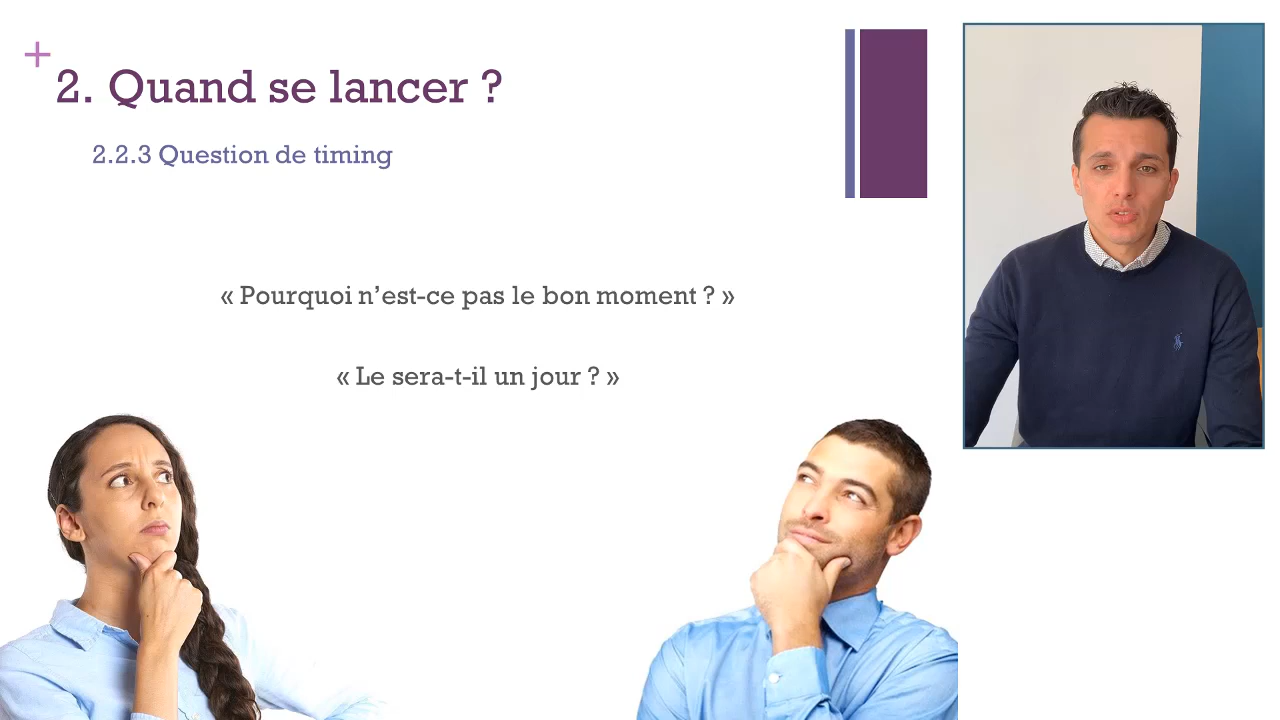 2. Quand se lancer ?
2.2.3 Question de timing
« Pourquoi n’est-ce pas le bon moment ? »
« Le sera-t-il un jour ? »